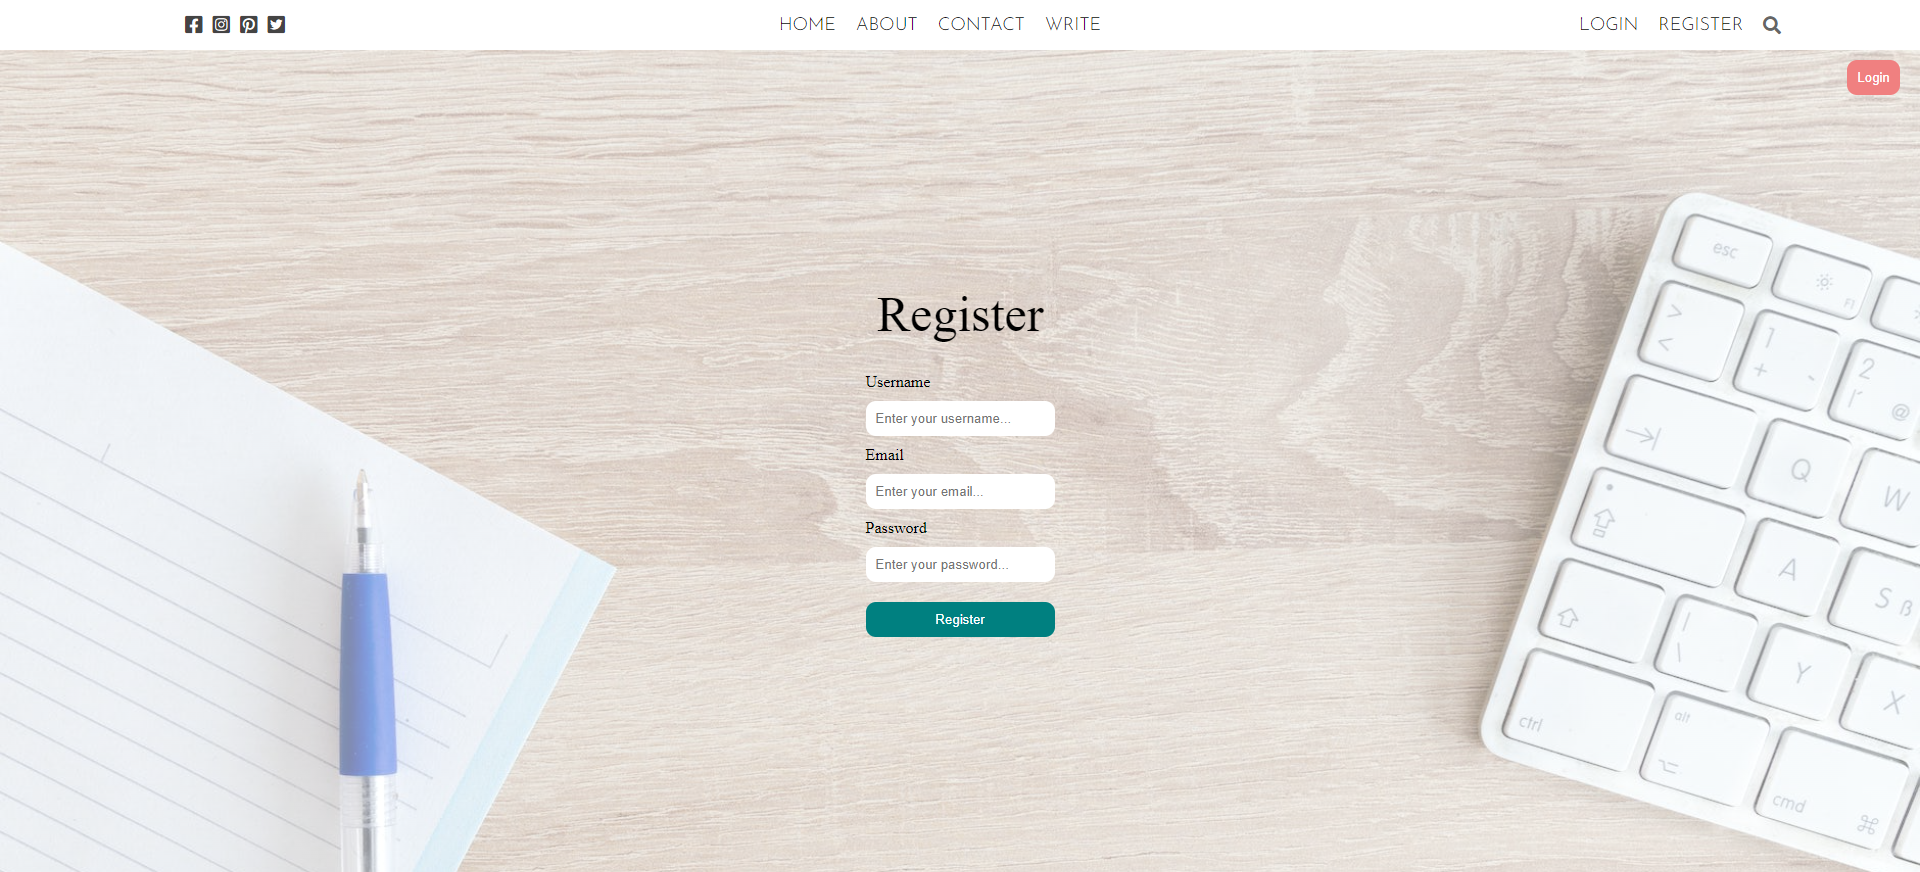 HOME ABOUT CONTACT WRITE LOGIN REGISTER
Login
Register
Username
Enter your username...
Email
Enter your email...
Password
Enter your password...
Register
esc
F1
>
<
1
+
`
2
@
Q
W
A
S ß
|
\
Y
X
ctrl
alt
cmd
⌘